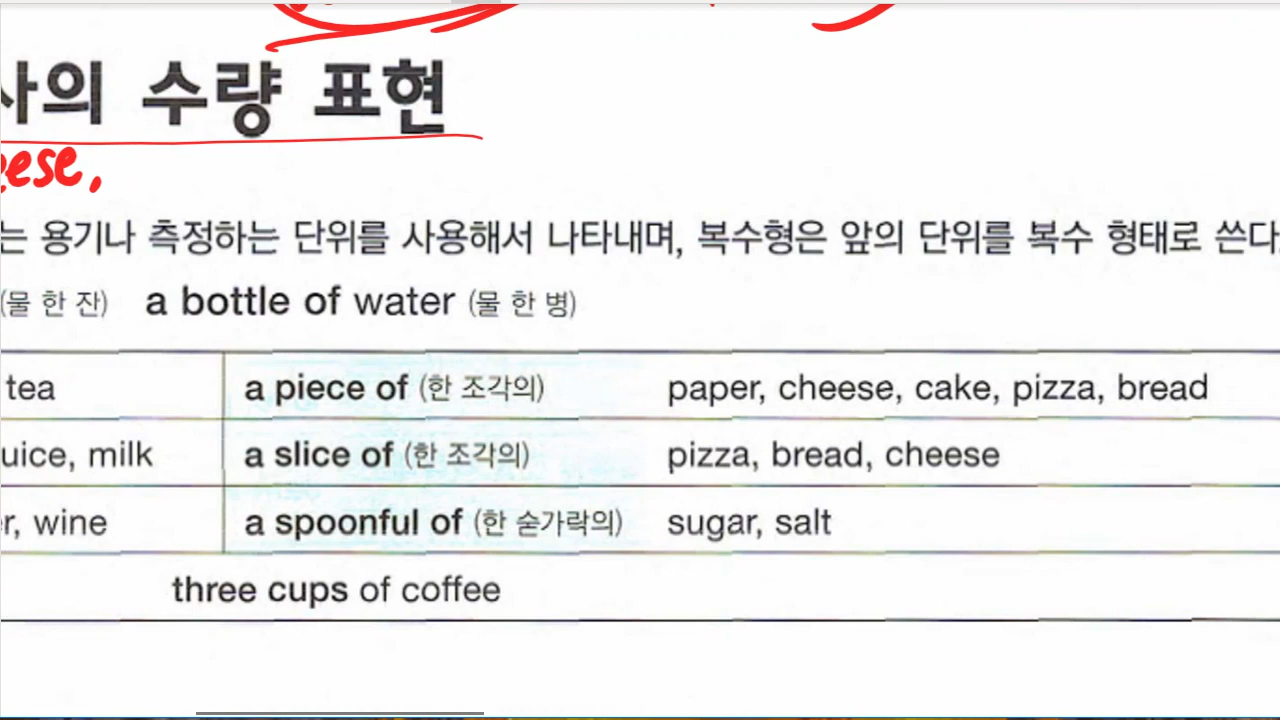 사의 수량 표현
eese,
는 용기나 측정하는 단위를 사용해서 나타내며, 복수형은 앞의 단위를 복수 형태로 쓴다.
(물 한 잔) a bottle of water (물 한 병)
tea a piece of (한 조각의) paper, cheese, cake, pizza, bread
uice, milk a slice of (한 조각의) pizza, bread, cheese
r, wine a spoonful of (한 숟가락의) sugar, salt
three cups of coffee